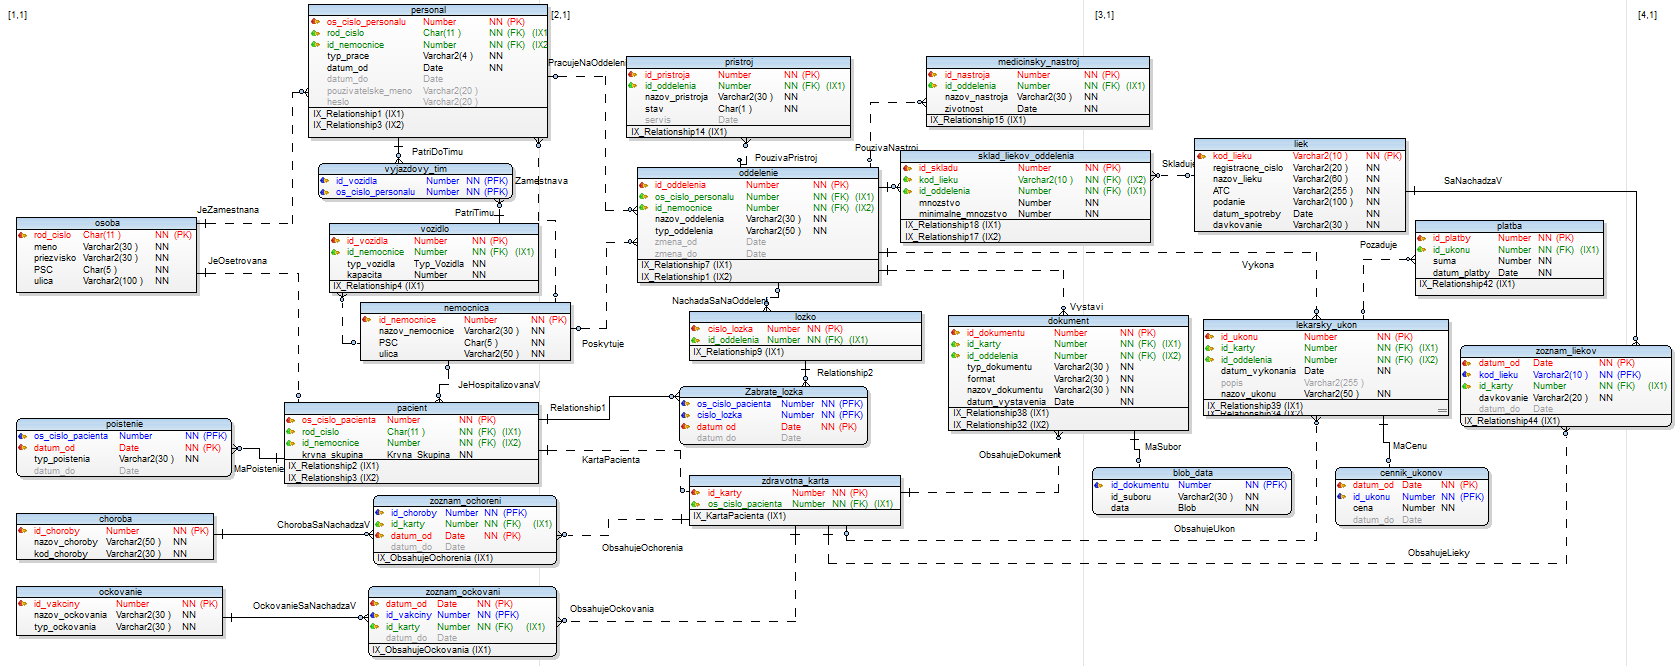 [1,1]
[2,1]
[3,1]
[4,1]
personal
os_cislo_personalu Number NN (PK)
rod_cislo Char(11 ) NN (FK) (IX1
id_nemocnice Number NN (FK) (IX2
typ_prace Varchar2(4 ) NN
datum_od Date NN
datum_do Date
pouzivatelske_meno Varchar2(20 )
heslo Varchar2(20 )
IX_Relationship1 (IX1)
IX_Relationship3 (IX2)
PracujeNaOddeleni
pristroj
id_pristroja Number NN (PK)
id_oddelenia Number NN (FK) (IX1)
nazov_pristroja Varchar2(30 ) NN
stav Char(1 ) NN
servis Date
IX_Relationship14 (IX1)
medicinsky_nastroj
id_nastroja Number NN (PK)
id_oddelenia Number NN (FK) (IX1)
nazov_nastroja Varchar2(30 ) NN
zivotnost Date NN
IX_Relationship15 (IX1)
PatriDoTimu
PouzivaPristroj
PouzivaNastroj
vyjazdovy_tim
id_vozidla Number NN (PFK)
os_cislo_personalu Number NN (PFK)
Zamestnava
PatriTimu
oddelenie
id_oddelenia Number NN (PK)
os_cislo_personalu Number NN (FK) (IX1)
id_nemocnice Number NN (FK) (IX2)
nazov_oddelenia Varchar2(30 ) NN
typ_oddelenia Varchar2(50 ) NN
zmena_od Date
zmena_do Date
IX_Relationship7 (IX1)
IX_Relationship1 (IX2)
sklad_liekov_oddelenia
id_skladu Number NN (PK)
kod_lieku Varchar2(10 ) NN (FK) (IX2)
id_oddelenia Number NN (FK) (IX1)
mnozstvo Number NN
minimalne_mnozstvo Number NN
IX_Relationship18 (IX1)
IX_Relationship17 (IX2)
Skladuje
liek
kod_lieku Varchar2(10 ) NN (PK)
registracne_cislo Varchar2(20 ) NN
nazov_lieku Varchar2(60 ) NN
ATC Varchar2(255 ) NN
podanie Varchar2(100 ) NN
datum_spotreby Date NN
davkovanie Varchar2(30 ) NN
SaNachadzaV
JeZamestnana
osoba
rod_cislo Char(11 ) NN (PK)
meno Varchar2(30 ) NN
priezvisko Varchar2(30 ) NN
PSC Char(5 ) NN
ulica Varchar2(100 ) NN
JeOsetrovana
vozidlo
id_vozidla Number NN (PK)
id_nemocnice Number NN (FK) (IX1)
typ_vozidla Typ_Vozidla NN
kapacita Number NN
IX_Relationship4 (IX1)
platba
id_platby Number NN (PK)
id_ukonu Number NN (FK) (IX1)
suma Number NN
datum_platby Date NN
IX_Relationship42 (IX1)
Pozaduje
Vykona
nemocnica
id_nemocnice Number NN (PK)
nazov_nemocnice Varchar2(30 ) NN
PSC Char(5 ) NN
ulica Varchar2(50 ) NN
Poskytuje
NachadaSaNaOddeleni
lozko
cislo_lozka Number NN (PK)
id_oddelenia Number NN (FK) (IX1)
IX_Relationship9 (IX1)
Vystavi
dokument
id_dokumentu Number NN (PK)
id_karty Number NN (FK) (IX1)
id_oddelenia Number NN (FK) (IX2)
typ_dokumentu Varchar2(30 ) NN
format Varchar2(30 ) NN
nazov_dokumentu Varchar2(30 ) NN
datum_vystavenia Date NN
IX_Relationship38 (IX1)
IX_Relationship32 (IX2)
lekarsky_ukon
id_ukonu Number NN (PK)
id_karty Number NN (FK) (IX1)
id_oddelenia Number NN (FK) (IX2)
datum_vykonania Date NN
popis Varchar2(255 )
nazov_ukonu Varchar2(50 ) NN
IX_Relationship39 (IX1)
zoznam_liekov
datum_od Date NN (PK)
kod_lieku Varchar2(10 ) NN (PFK)
id_karty Number NN (FK) (IX1)
davkovanie Varchar2(20 ) NN
datum_do Date
IX_Relationship44 (IX1)
JeHospitalizovanaV
Relationship2
pacient
os_cislo_pacienta Number NN (PK)
rod_cislo Char(11 ) NN (FK) (IX1)
id_nemocnice Number NN (FK) (IX2)
krvna_skupina Krvna_Skupina NN
IX_Relationship2 (IX1)
IX_Relationship3 (IX2)
Relationship1
Zabrate_lozka
os_cislo_pacienta Number NN (PFK)
cislo_lozka Number NN (PFK)
datum od Date NN (PK)
datum do Date
poistenie
os_cislo_pacienta Number NN (PFK)
datum_od Date NN (PK)
typ_poistenia Varchar2(30 ) NN
datum_do Date
MaPoistenie
KartaPacienta
ObsahujeDokument
MaSubor
MaCenu
blob_data
id_dokumentu Number NN (PFK)
id_suboru Varchar2(30 ) NN
data Blob NN
cennik_ukonov
datum_od Date NN (PK)
id_ukonu Number NN (PFK)
cena Number NN
datum_do Date
zdravotna_karta
id_karty Number NN (PK)
os_cislo_pacienta Number NN (FK) (IX1)
IX_KartaPacienta (IX1)
zoznam_ochoreni
id_choroby Number NN (PFK)
id_karty Number NN (FK) (IX1)
datum_od Date NN (PK)
datum_do Date
IX_ObsahujeOchorenia (IX1)
choroba
id_choroby Number NN (PK)
nazov_choroby Varchar2(50 ) NN
kod_choroby Varchar2(30 ) NN
ChorobaSaNachadzaV
ObsahujeOchorenia
ObsahujeUkon
ObsahujeLieky
ockovanie
id_vakciny Number NN (PK)
nazov_ockovania Varchar2(30 ) NN
typ_ockovania Varchar2(30 ) NN
OckovanieSaNachadzaV
zoznam_ockovani
datum_od Date NN (PK)
id_vakciny Number NN (PFK)
id_karty Number NN (FK) (IX1)
datum_do Date
IX_ObsahujeOckovania (IX1)
ObsahujeOckovania